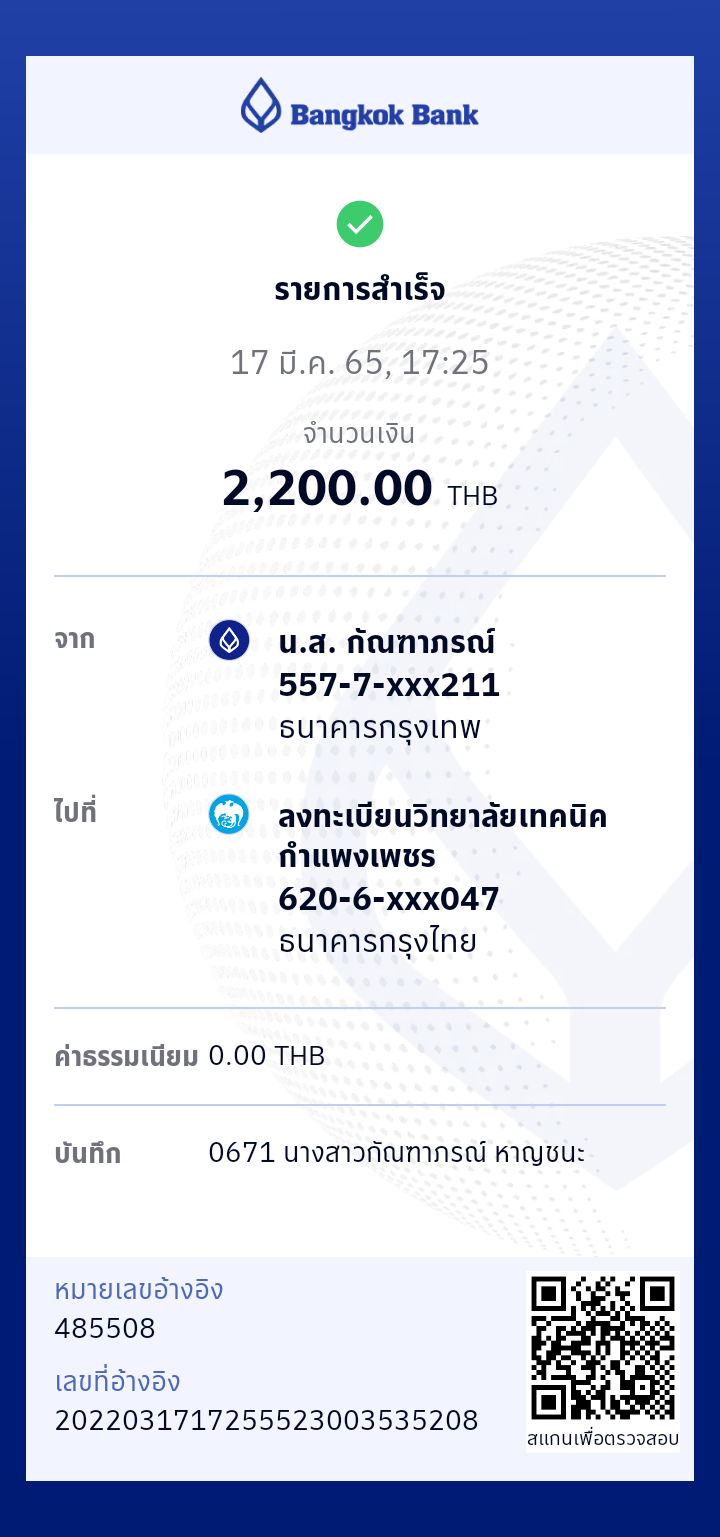 Bangkok Bank
รายการสำเร็จ
17 มี.ค. 65, 17:25
จำนวนเงิน
2,200.00 THB
จาก
น.ส. กัณฑาภรณ์
557-7-xxx211
ธนาคารกรุงเทพ
ไปที่
ลงทะเบียนวิทยาลัยเทคนิค
กำแพงเพชร
620-6-xxx047
ธนาคารกรุงไทย
ค่าธรรมเนียม 0.00 THB
บันทึก 0671 นางสาวกัณฑาภรณ์ หาญชนะ
หมายเลขอ้างอิง
485508
เลขที่อ้างอิง
2022031717255523003535208
สแกนเพื่อตรวจสอบ